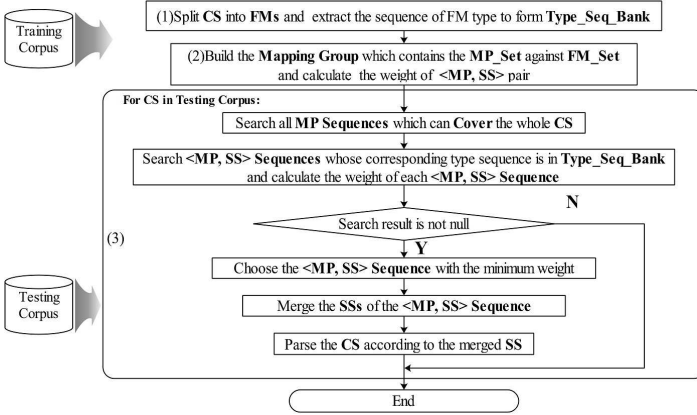 Training
Corpus
(1)Split CS into FMs and extract the sequence of FM type to form Type_Seq_Bank
(2)Build the Mapping Group which contains the MP_Set against FM_Set
and calculate the weight of <MP, SS> pair
For CS in Testing Corpus:
Search all MP Sequences which can Cover the whole CS
Search <MP, SS> Sequences whose corresponding type sequence is in Type_Seq_Bank
and calculate the weight of each <MP, SS> Sequence
N
Search result is not null
(3)
Y
Choose the <MP, SS> Sequence with the minimum weight
Testing
Corpus
Merge the SSs of the <MP, SS> Sequence
Parse the CS according to the merged SS
End